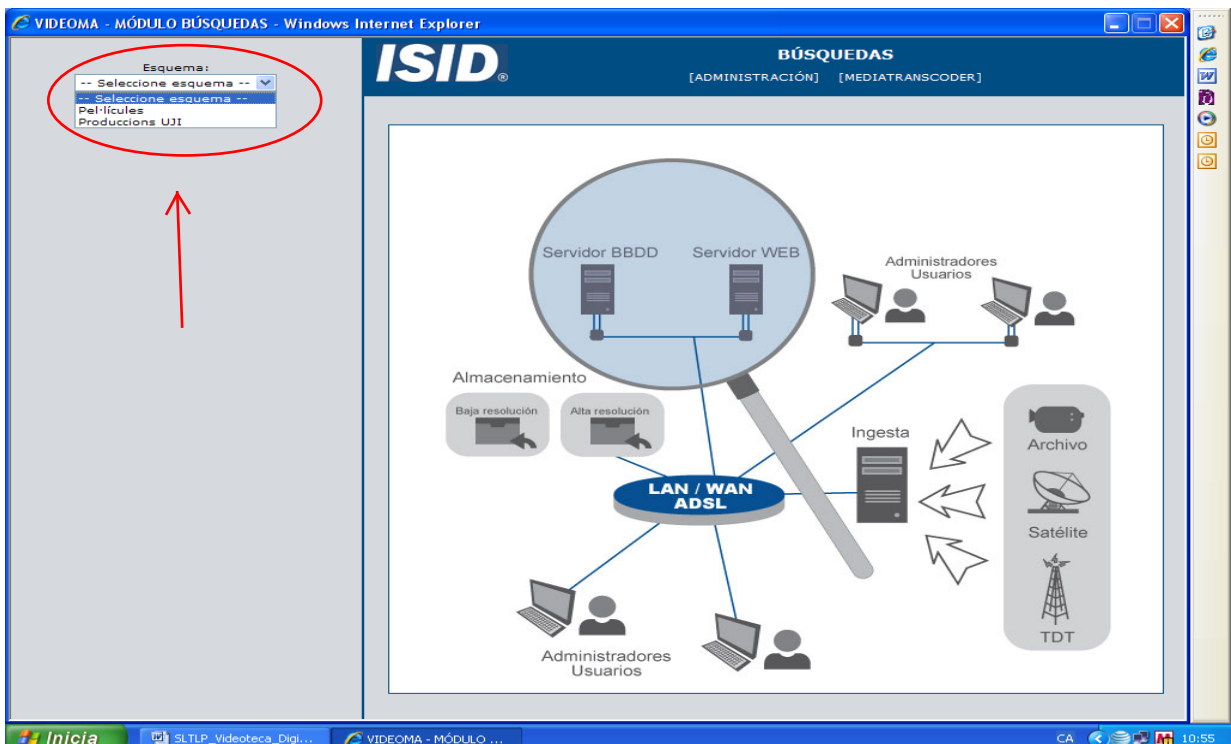 VIDEOMA - MÓDULO BÚSQUEDAS - Windows Internet Explorer
Esquema:
-- Seleccione esquema --
-- Seleccione esquema --
Pel·lícules
Produccions UJI
ISID®
BÚSQUEDAS
[ADMINISTRACIÓN] [MEDIATRANSCODER]
Servidor BBDD
Servidor WEB
Administradores
Usuarios
Almacenamiento
Baja resolución
Alta resolución
Ingesta
Archivo
LAN / WAN
ADSL
Satélite
TDT
Administradores
Usuarios
Inicia
SLTLP_Videoteca_Digi...
VIDEOMA - MÓDULO ...
CA
10:55